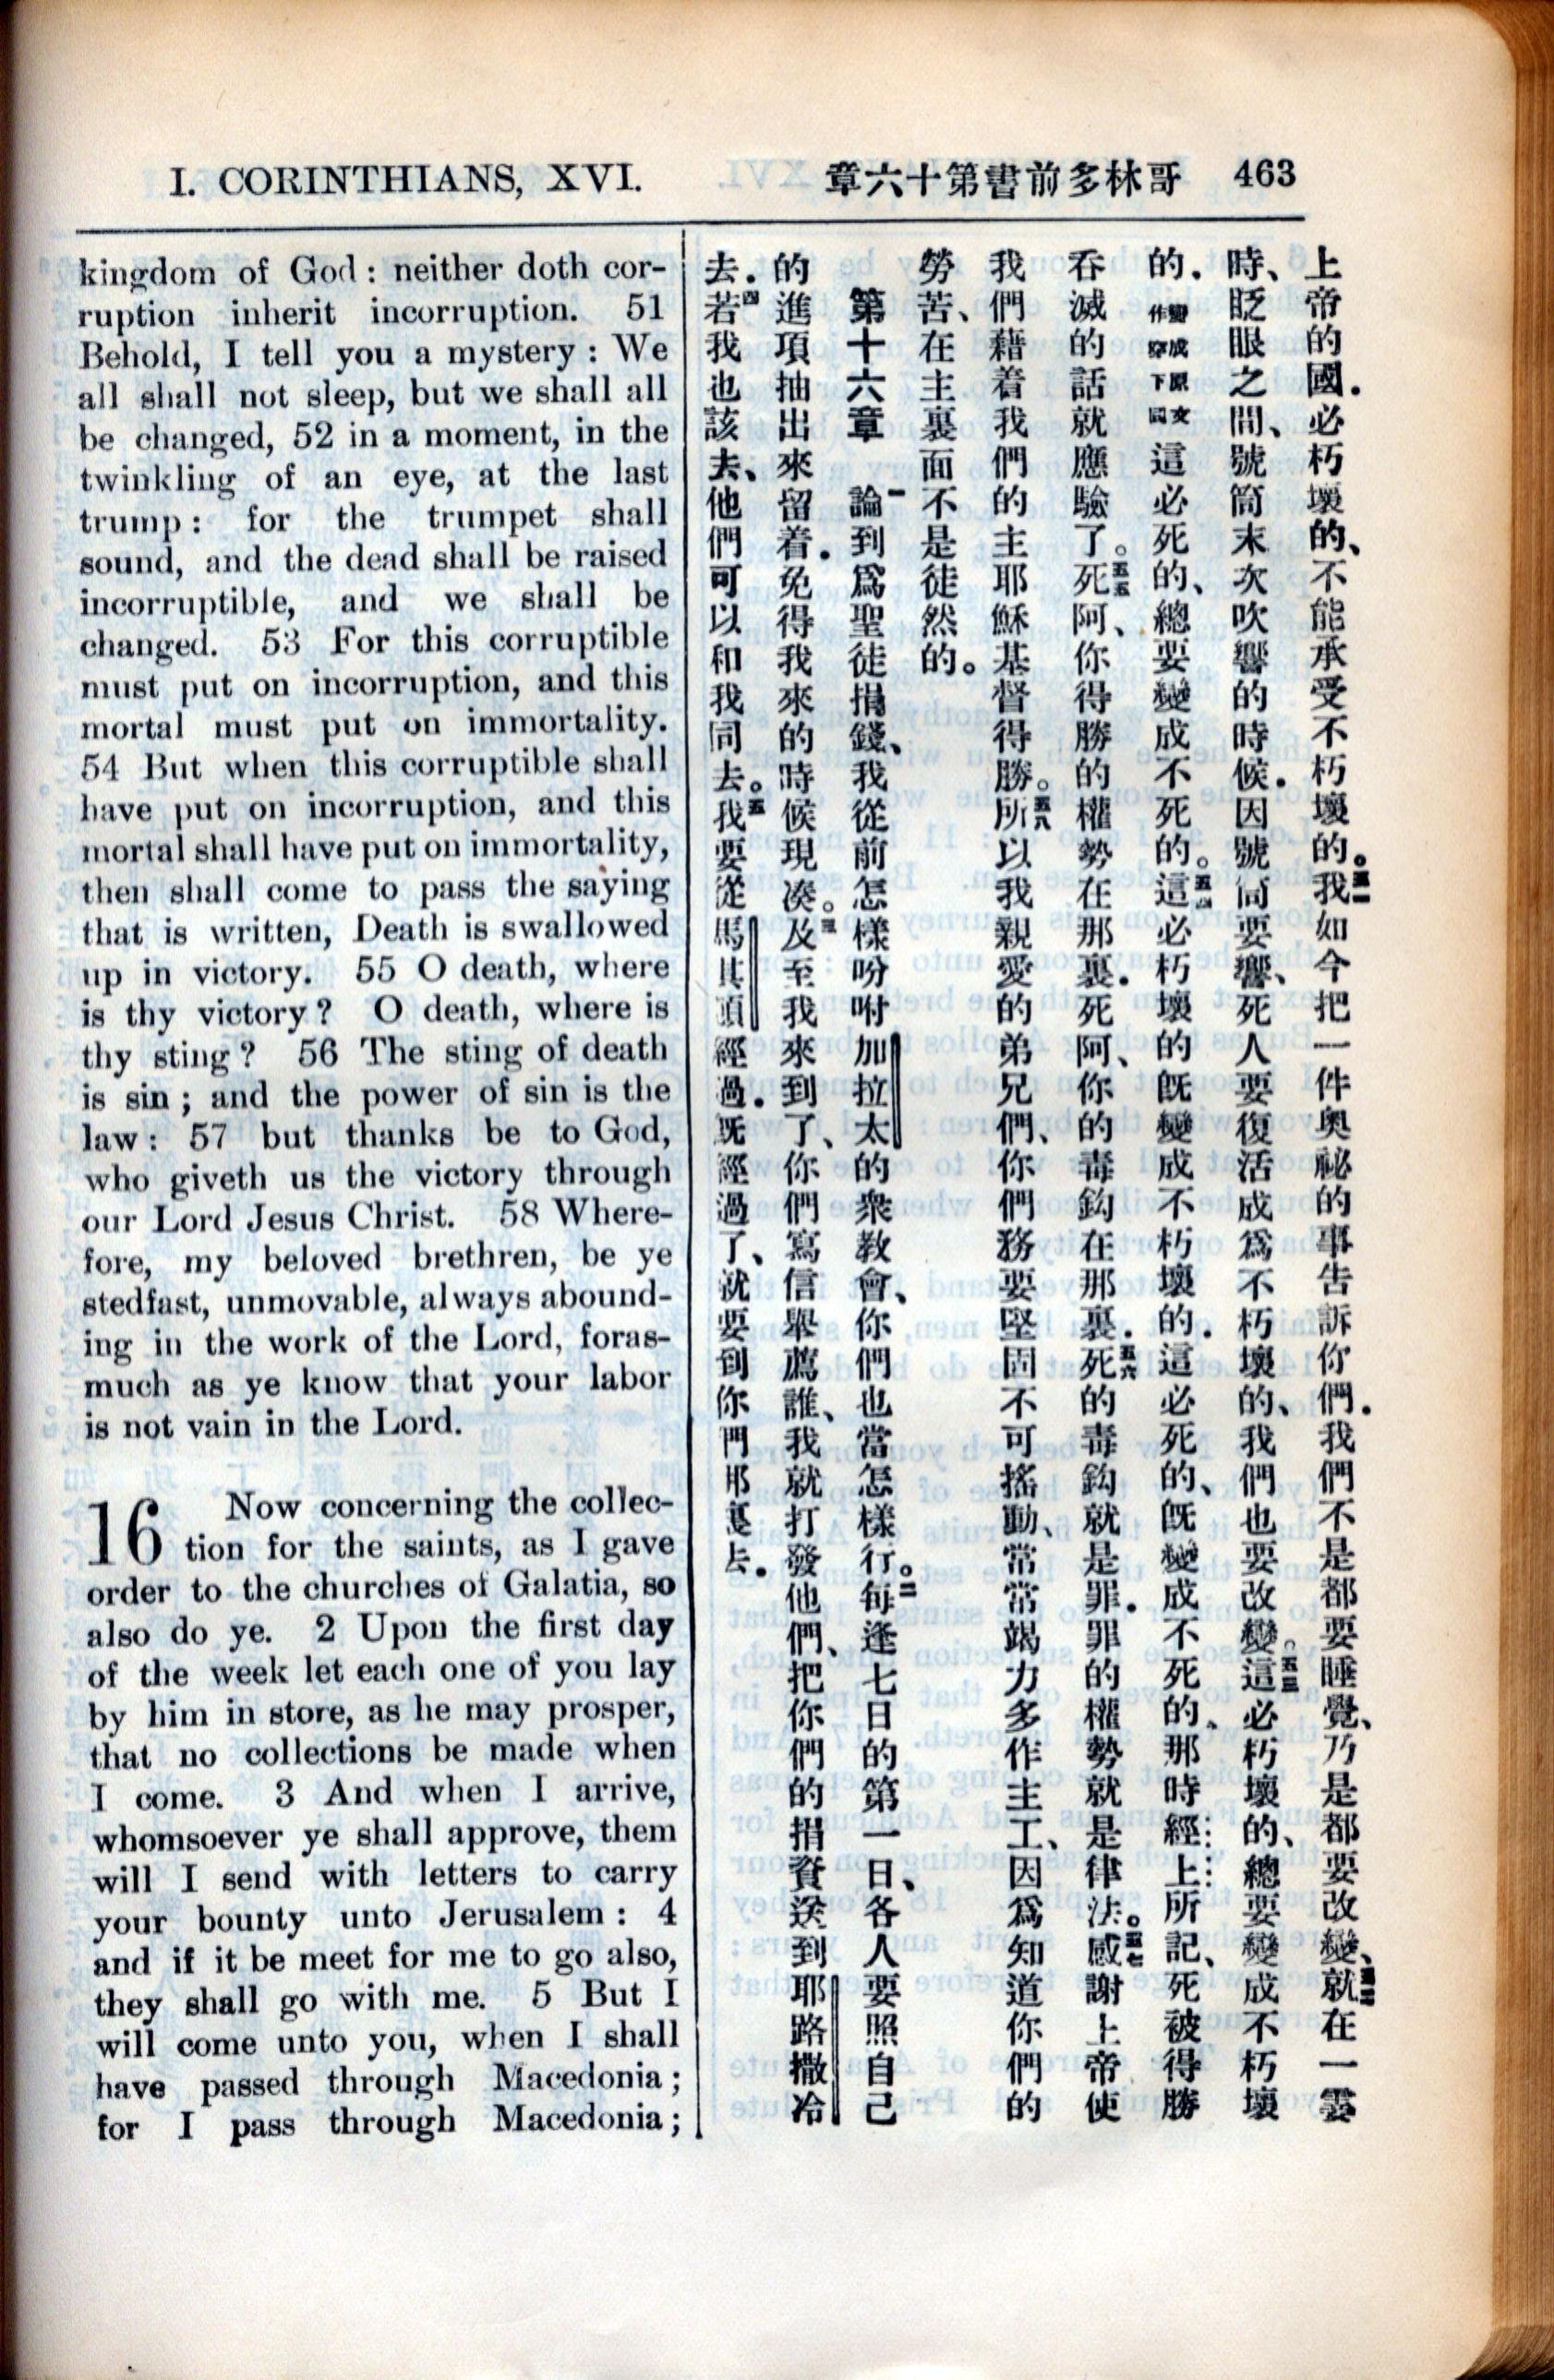 I. CORINTHIANS, XVI.
章六十第書前多林哥
463
kingdom of God : neither doth cor-
ruption inherit incorruption. 51
Behold, I tell you a mystery : We
all shall not sleep, but we shall all
be changed, 52 in a moment, in the
twinkling of an eye, at the last
trump : for the trumpet shall
sound, and the dead shall be raised
incorruptible, and we shall be
changed. 53 For this corruptible
must put on incorruption, and this
mortal must put on immortality.
54 But when this corruptible shall
have put on incorruption, and this
mortal shall have put on immortality,
then shall come to pass the saying
that is written, Death is swallowed
up in victory. 55 O death, where
is thy victory ? O death, where is
thy sting ? 56 The sting of death
is sin ; and the power of sin is the
law : 57 but thanks be to God,
who giveth us the victory through
our Lord Jesus Christ. 58 Where-
fore, my beloved brethren, be ye
stedfast, unmovable, always abound-
ing in the work of the Lord, foras-
much as ye know that your labor
is not vain in the Lord.
16 Now concerning the collec-
tion for the saints, as I gave
order to the churches of Galatia, so
also do ye. 2 Upon the first day
of the week let each one of you lay
by him in store, as he may prosper,
that no collections be made when
I come. 3 And when I arrive,
whomsoever ye shall approve, them
will I send with letters to carry
your bounty unto Jerusalem : 4
and if it be meet for me to go also,
they shall go with me. 5 But I
will come unto you, when I shall
have passed through Macedonia ;
for I pass through Macedonia ;
上帝的國．必朽壞的、不能承受不朽壞的。五一我如今把一件奧祕的事告訴你們．我們不是都要睡覺、乃是都要改變、五二就在一霎
時、眨眼之間、號筒末次吹響的時候．因號筒要響、死人要復活成爲不朽壞的、我們也要改變。五三這必朽壞的、總要變成不朽壞
的．變成原文作穿下同這必死的、總要變成不死的。五四這必朽壞的旣變成不朽壞的．這必死的、旣變成不死的、那時經上所記、死被得勝
吞滅的話就應驗了。五五死阿、你得勝的權勢在那裏．死阿、你的毒鈎在那裏．五六死的毒鈎就是罪．罪的權勢就是律法。五七感謝上帝使
我們藉着我們的主耶穌基督得勝。五八所以我親愛的弟兄們、你們務要堅固不可搖動、常常竭力多作主工、因爲知道你們的
勞苦、在主裏面不是徒然的。
第十六章 一論到爲聖徒捐錢、我從前怎樣吩咐加拉太的衆教會、你們也當怎樣行。二每逢七日的第一日、各人要照自己
的進項抽出來留着．免得我來的時候現湊。三及至我來到了、你們寫信舉薦誰、我就打發他們、把你們的捐資送到耶路撒冷
去．四若我也該去、他們可以和我同去。五我要從馬其頓經過．旣經過了、就要到你們那裏去．